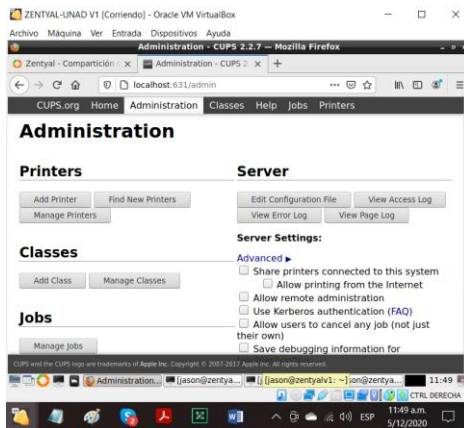 ZENTYAL-UNAD V1 [Corriendo] - Oracle VM VirtualBox
Archivo Máquina Ver Entrada Dispositivos Ayuda
Administration - CUPS 2.2.7 — Mozilla Firefox
Zentyal - Compartición
Administration - CUPS 2.
localhost:631/admin
CUPS.org Home Administration Classes Help Jobs Printers
Administration
Printers
Add Printer Find New Printers
Manage Printers
Classes
Add Class Manage Classes
Jobs
Manage Jobs
Server
Edit Configuration File View Access Log
View Error Log View Page Log
Server Settings:
Advanced ▶
Share printers connected to this system
Allow printing from the Internet
Allow remote administration
Use Kerberos authentication (FAQ)
Allow users to cancel any job (not just
their own)
Save debugging information for
CUPS and the CUPS logo are trademarks of Apple Inc. Copyright © 2007-2017 Apple Inc. All rights reserved.
Administration... [jason@zentya... [jason@zentyalv1: ~] jon@zentya... 11:49
CTRL DERECHA
ESP
11:49 a.m.
5/12/2020